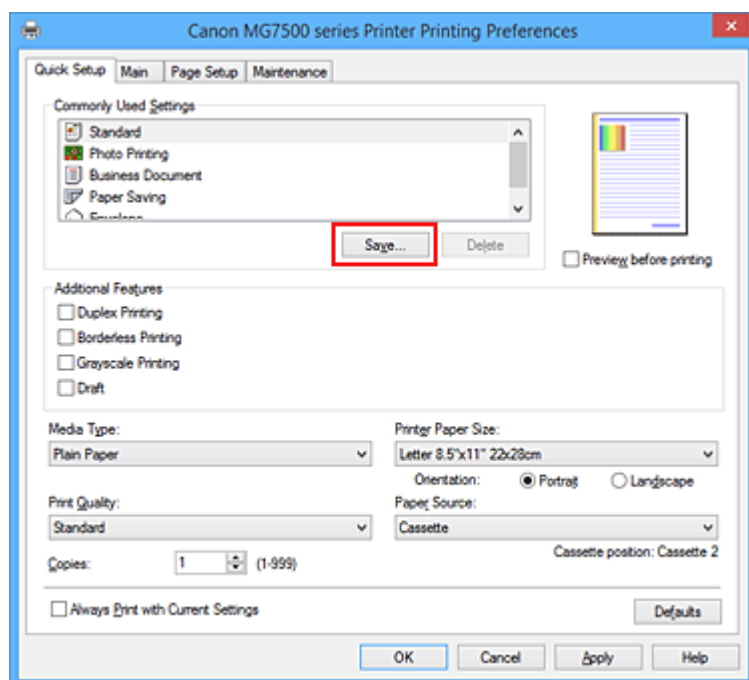 Canon MG7500 series Printer Printing Preferences
Quick Setup Main Page Setup Maintenance
Commonly Used Settings
Standard
Photo Printing
Business Document
Paper Saving
Envelope
Save... Delete
Preview before printing
Additional Features
Duplex Printing
Borderless Printing
Grayscale Printing
Draft
Media Type: Printer Paper Size:
Plain Paper Letter 8.5"x11" 22x28cm
Orientation: Portrait Landscape
Print Quality: Paper Source:
Standard Cassette
Cassette position: Cassette 2
Copies: 1 (1-999)
Always Print with Current Settings Defaults
OK Cancel Apply Help